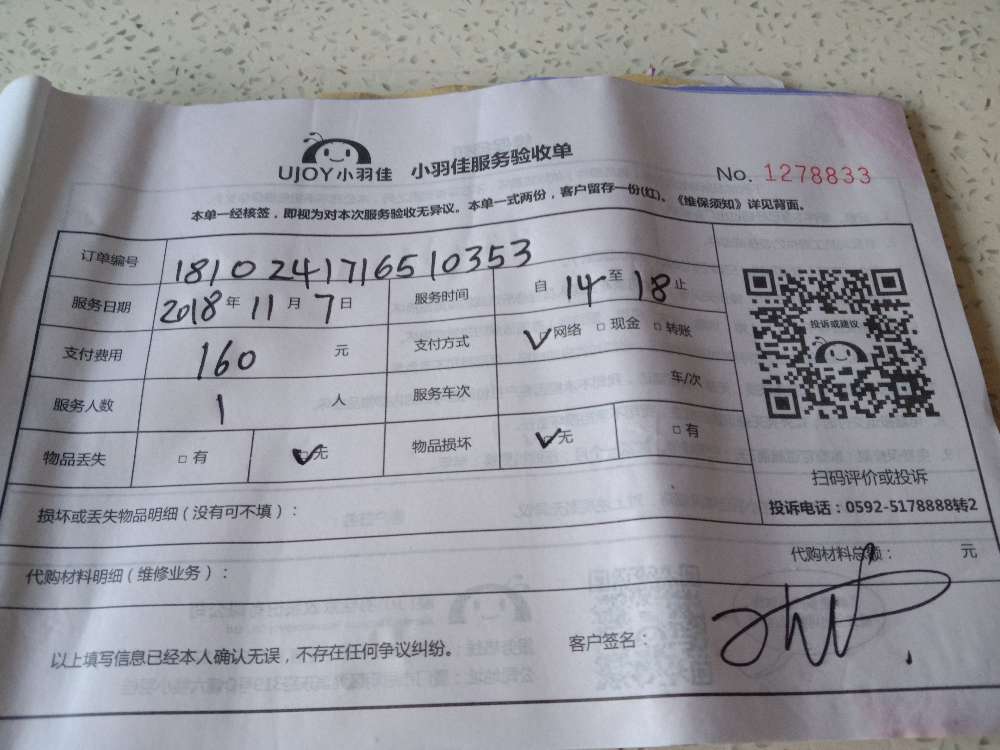 UJOY小羽佳 小羽佳服务验收单
No. 1278833
本单一经核签，即视为对本次服务验收无异议。本单一式两份，客户留存一份(红)。《维保须知》详见背面。
订单编号 181024171651 0353
服务日期 2018年11月7日 服务时间 自14至18止
支付费用 160 元 支付方式 ✓□网络 □现金 □转账
服务人数 1 人 服务车次 车/次
物品丢失 □有 ✓□无 物品损坏 ✓□无 □有
投诉或建议
扫码评价或投诉
投诉电话：0592-5178888转2
损坏或丢失物品明细（没有可不填）：
代购材料明细（维修业务）： 代购材料总额： 元
以上填写信息已经本人确认无误，不存在任何争议纠纷。 客户签名：